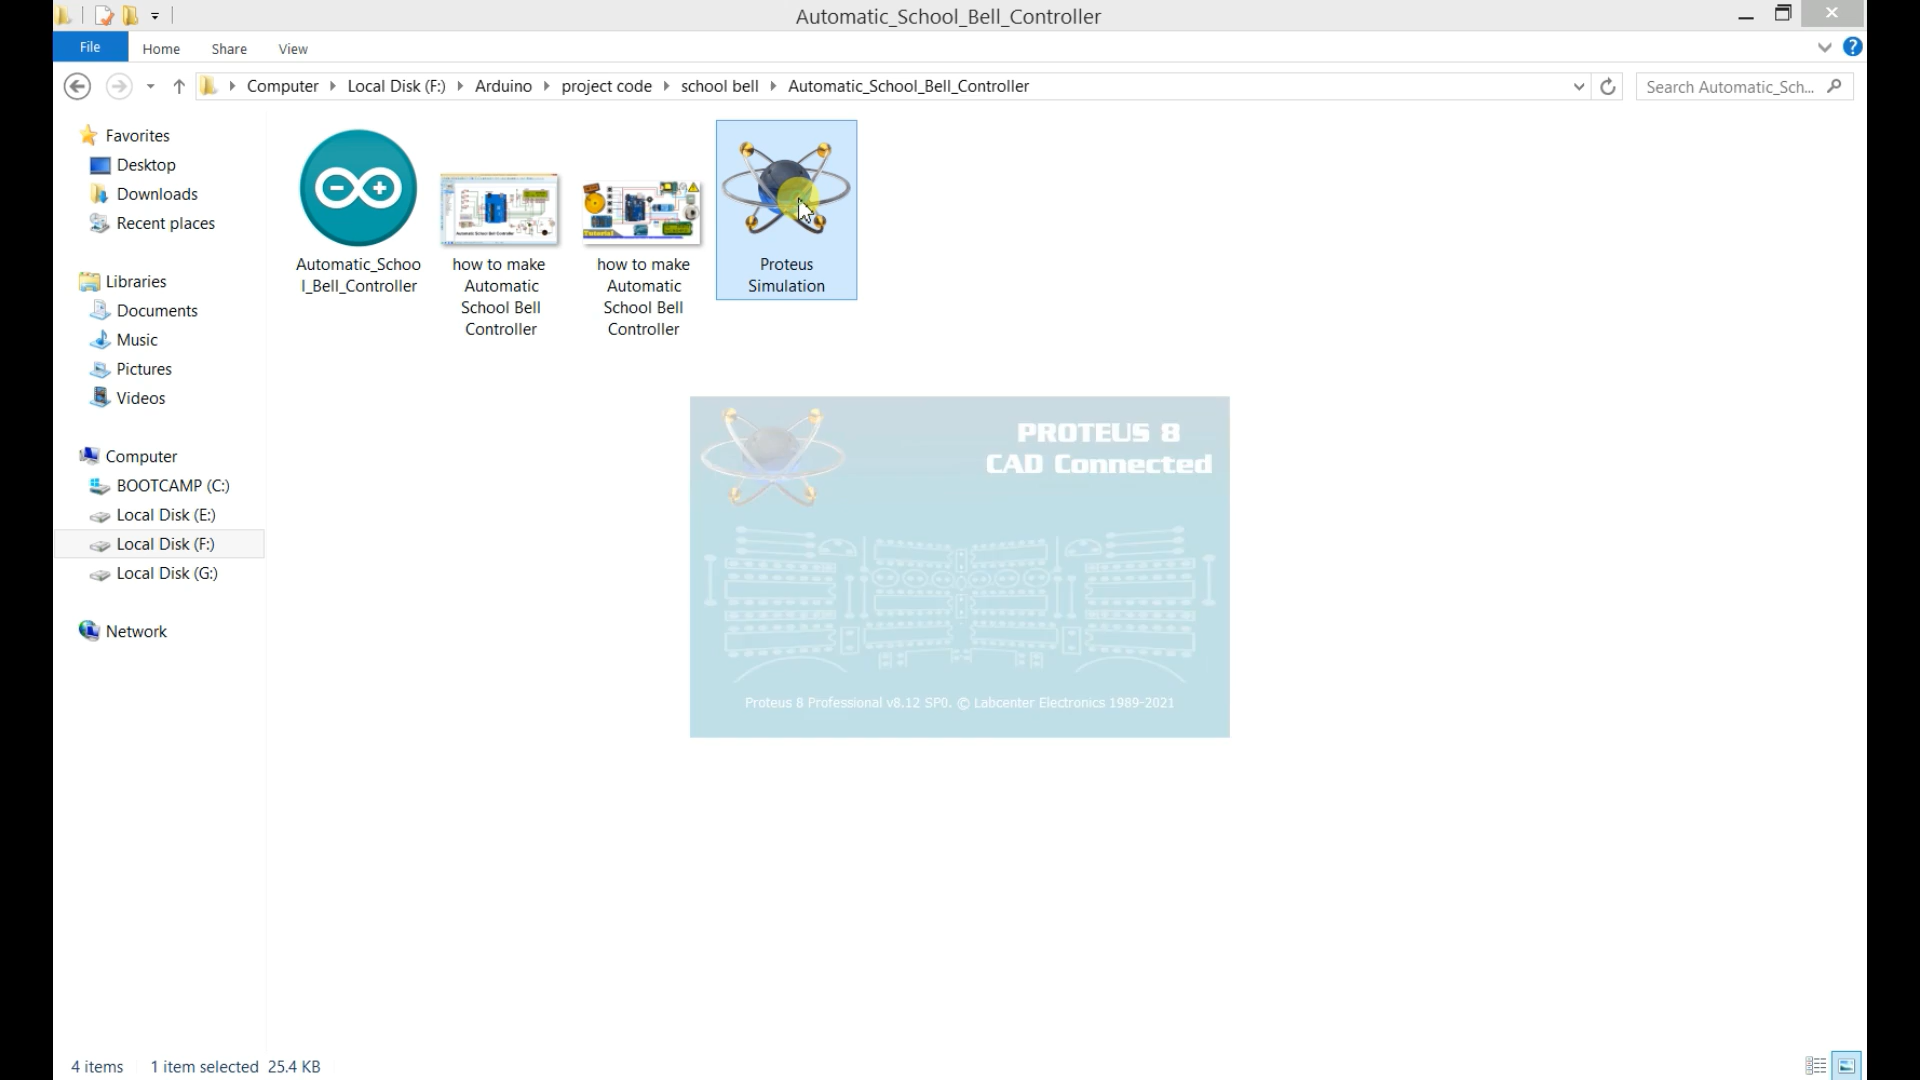 Automatic_School_Bell_Controller
File
Home
Share
View
Computer
Local Disk (F:)
Arduino
project code
school bell
Automatic_School_Bell_Controller
Search Automatic_Sch...
Favorites
Desktop
Downloads
Recent places
Libraries
Documents
Music
Pictures
Videos
Computer
BOOTCAMP (C:)
Local Disk (E:)
Local Disk (F:)
Local Disk (G:)
Network
Automatic_Schoo
l_Bell_Controller
how to make
Automatic
School Bell
Controller
how to make
Automatic
School Bell
Controller
Proteus
Simulation
PROTEUS 8
CAD Connected
Proteus 8 Professional v8.12 SP0. © Labcenter Electronics 1989-2021
4 items
1 item selected 25.4 KB